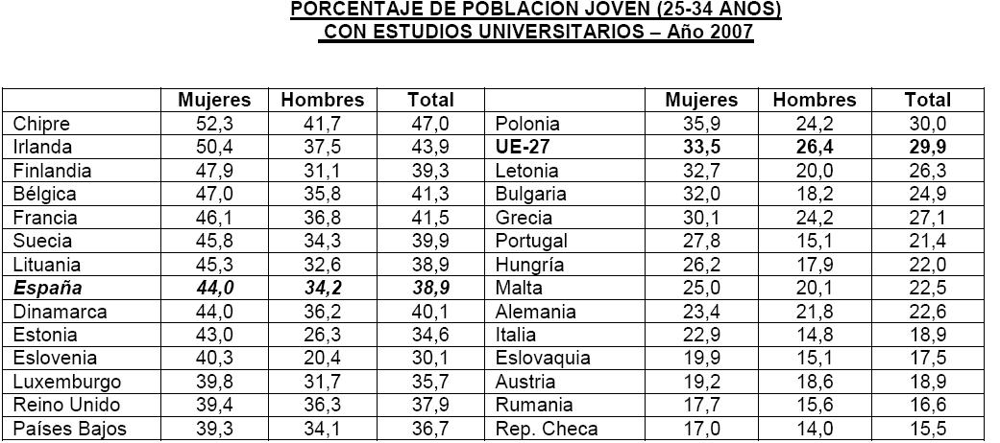 PORCENTAJE DE POBLACION JOVEN (25-34 ANOS)
CON ESTUDIOS UNIVERSITARIOS – Año 2007
Mujeres Hombres Total Mujeres Hombres Total
Chipre 52,3 41,7 47,0 Polonia 35,9 24,2 30,0
Irlanda 50,4 37,5 43,9 UE-27 33,5 26,4 29,9
Finlandia 47,9 31,1 39,3 Letonia 32,7 20,0 26,3
Bélgica 47,0 35,8 41,3 Bulgaria 32,0 18,2 24,9
Francia 46,1 36,8 41,5 Grecia 30,1 24,2 27,1
Suecia 45,8 34,3 39,9 Portugal 27,8 15,1 21,4
Lituania 45,3 32,6 38,9 Hungría 26,2 17,9 22,0
España 44,0 34,2 38,9 Malta 25,0 20,1 22,5
Dinamarca 44,0 36,2 40,1 Alemania 23,4 21,8 22,6
Estonia 43,0 26,3 34,6 Italia 22,9 14,8 18,9
Eslovenia 40,3 20,4 30,1 Eslovaquia 19,9 15,1 17,5
Luxemburgo 39,8 31,7 35,7 Austria 19,2 18,6 18,9
Reino Unido 39,4 36,3 37,9 Rumania 17,7 15,6 16,6
Países Bajos 39,3 34,1 36,7 Rep. Checa 17,0 14,0 15,5